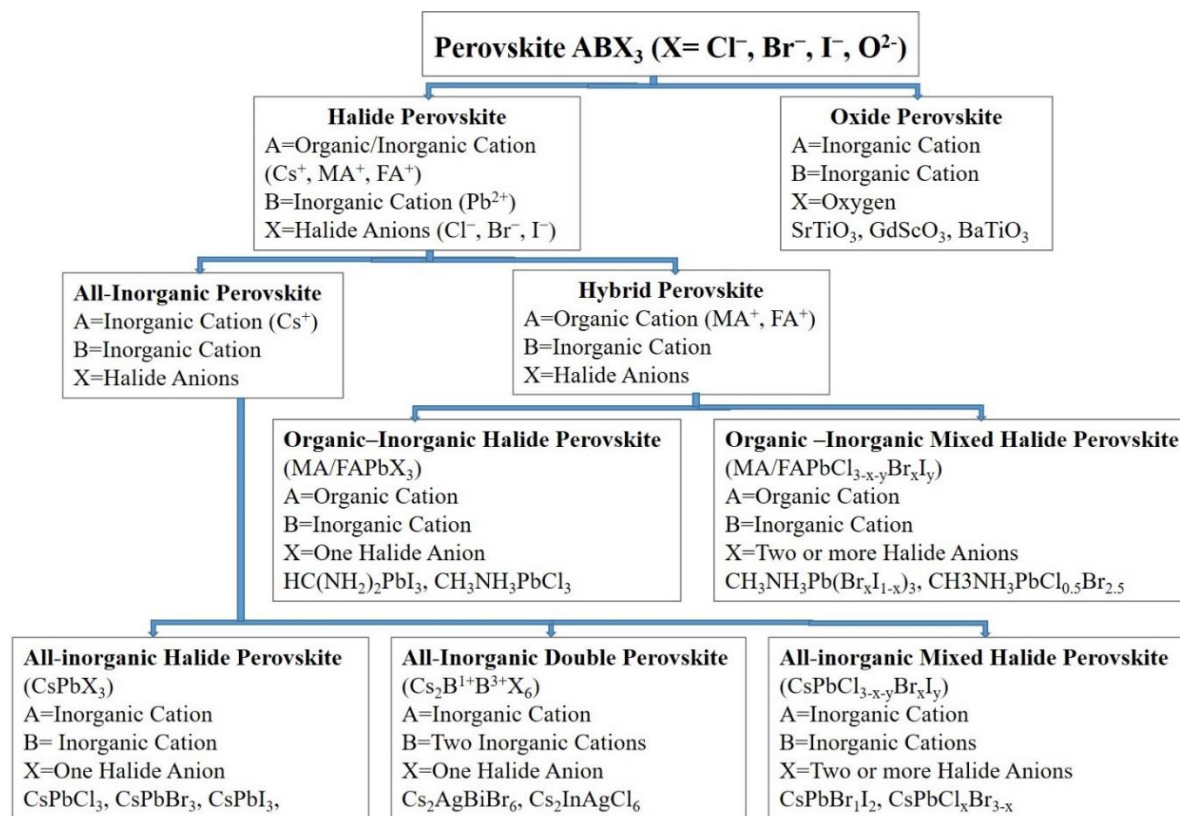 Perovskite ABX₃ (X= Cl⁻, Br⁻, I⁻, O²⁻)
Halide Perovskite
A=Organic/Inorganic Cation
(Cs⁺, MA⁺, FA⁺)
B=Inorganic Cation (Pb²⁺)
X=Halide Anions (Cl⁻, Br⁻, I⁻)
Oxide Perovskite
A=Inorganic Cation
B=Inorganic Cation
X=Oxygen
SrTiO₃, GdScO₃, BaTiO₃
All-Inorganic Perovskite
A=Inorganic Cation (Cs⁺)
B=Inorganic Cation
X=Halide Anions
Hybrid Perovskite
A=Organic Cation (MA⁺, FA⁺)
B=Inorganic Cation
X=Halide Anions
Organic–Inorganic Halide Perovskite
(MA/FAPbX₃)
A=Organic Cation
B=Inorganic Cation
X=One Halide Anion
HC(NH₂)₂PbI₃, CH₃NH₃PbCl₃
Organic –Inorganic Mixed Halide Perovskite
(MA/FAPbCl₃₋ₓ₋ᵧBrₓIᵧ)
A=Organic Cation
B=Inorganic Cation
X=Two or more Halide Anions
CH₃NH₃Pb(BrₓI₁₋ₓ)₃, CH3NH₃PbCl₀.₅Br₂.₅
All-inorganic Halide Perovskite
(CsPbX₃)
A=Inorganic Cation
B= Inorganic Cation
X=One Halide Anion
CsPbCl₃, CsPbBr₃, CsPbI₃,
All-Inorganic Double Perovskite
(Cs₂B¹⁺B³⁺X₆)
A=Inorganic Cation
B=Two Inorganic Cations
X=One Halide Anion
Cs₂AgBiBr₆, Cs₂InAgCl₆
All-inorganic Mixed Halide Perovskite
(CsPbCl₃₋ₓ₋ᵧBrₓIᵧ)
A=Inorganic Cation
B=Inorganic Cations
X=Two or more Halide Anions
CsPbBr₁I₂, CsPbClₓBr₃₋ₓ